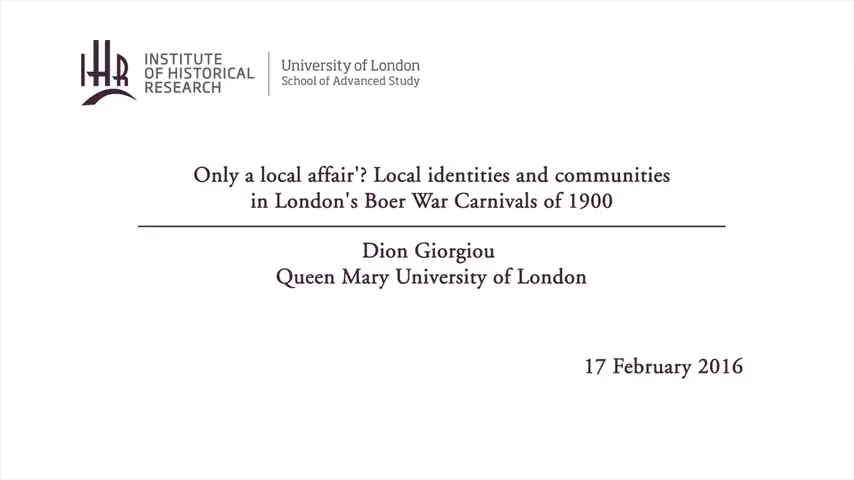 IHR
INSTITUTE
OF HISTORICAL
RESEARCH
University of London
School of Advanced Study
Only a local affair'? Local identities and communities
in London's Boer War Carnivals of 1900
Dion Giorgiou
Queen Mary University of London
17 February 2016